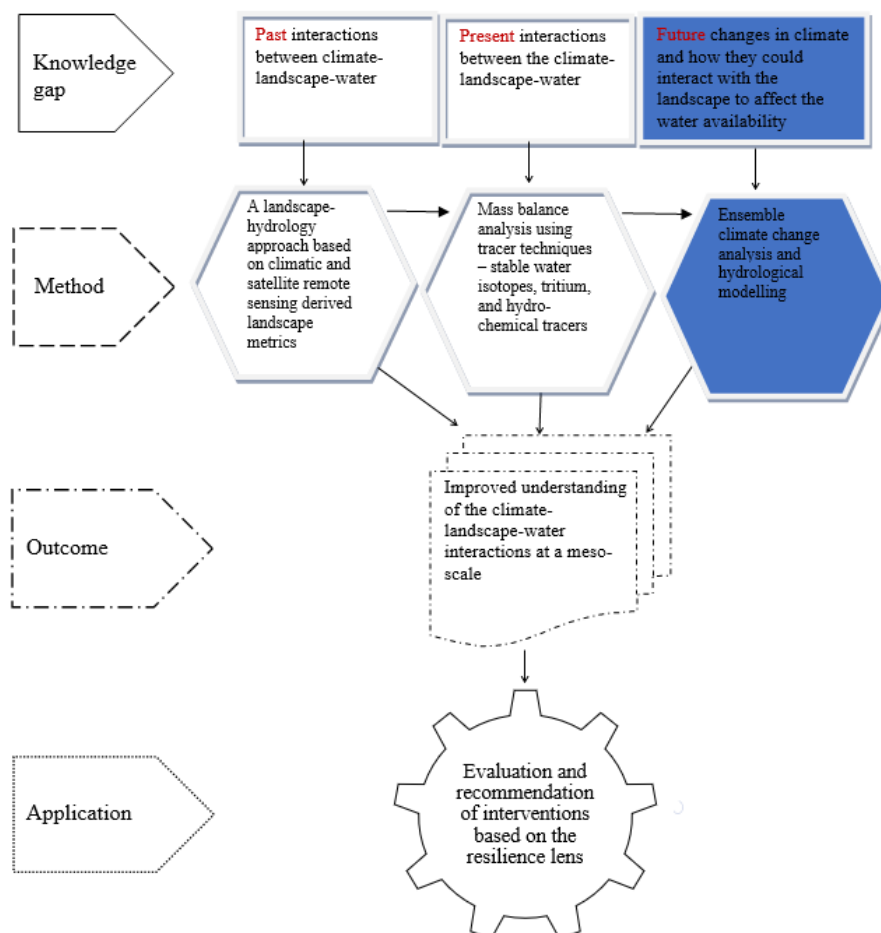 Knowledge
gap
Past interactions
between climate-
landscape-water
Present interactions
between the climate-
landscape-water
Future changes in climate
and how they could
interact with the
landscape to affect the
water availability
Method
A
landscape-
hydrology
approach based
on climatic and
satellite remote
sensing derived
landscape
metrics
Mass balance
analysis using
tracer techniques
– stable water
isotopes, tritium,
and hydro-
chemical tracers
Ensemble
climate change
analysis and
hydrological
modelling
Outcome
Improved understanding
of the climate-
landscape-water
interactions at a meso-
scale
Application
Evaluation and
recommendation
of interventions
based on the
resilience lens